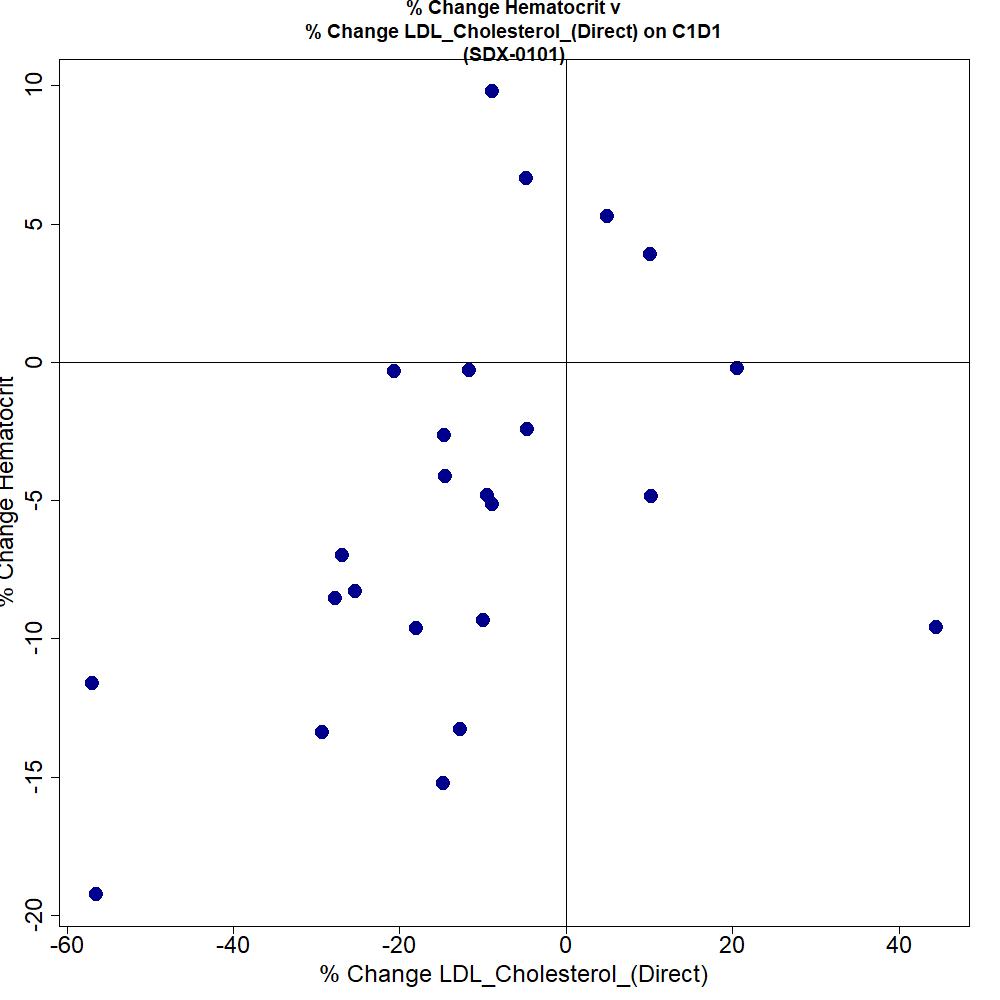 % Change Hematocrit v
% Change LDL_Cholesterol_(Direct) on C1D1
(SDX-0101)
% Change Hematocrit
10
5
0
-5
-10
-15
-20
-60
-40
-20
0
20
40
% Change LDL_Cholesterol_(Direct)